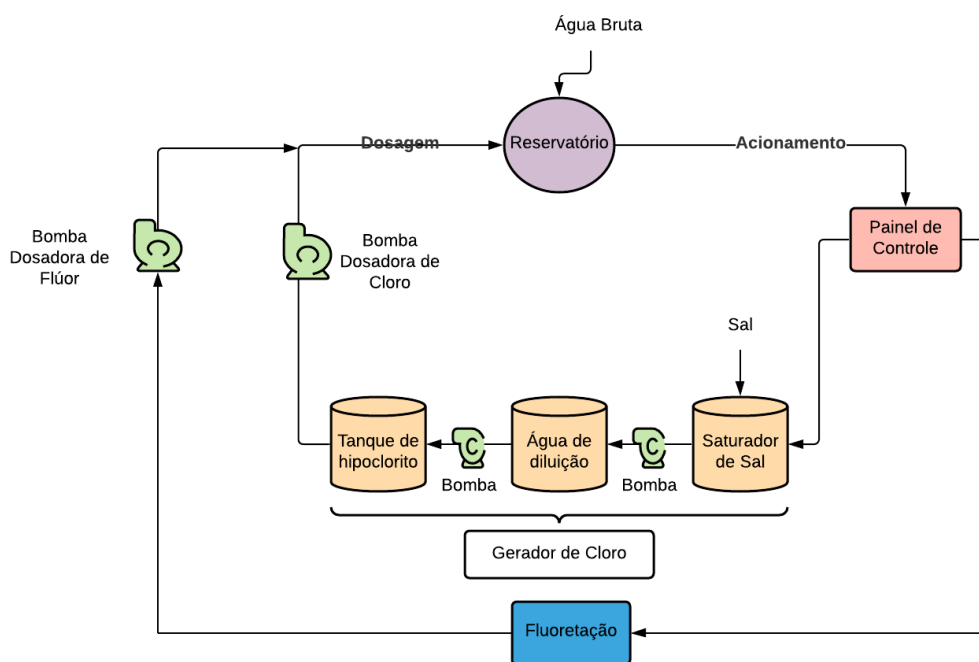 Água Bruta
Dosagem
Reservatório
Acionamento
Bomba
Dosadora de
Flúor
Bomba
Dosadora de
Cloro
Painel de
Controle
Sal
Tanque de
hipoclorito
Bomba
Água de
diluição
Bomba
Saturador
de Sal
Gerador de Cloro
Fluoretação